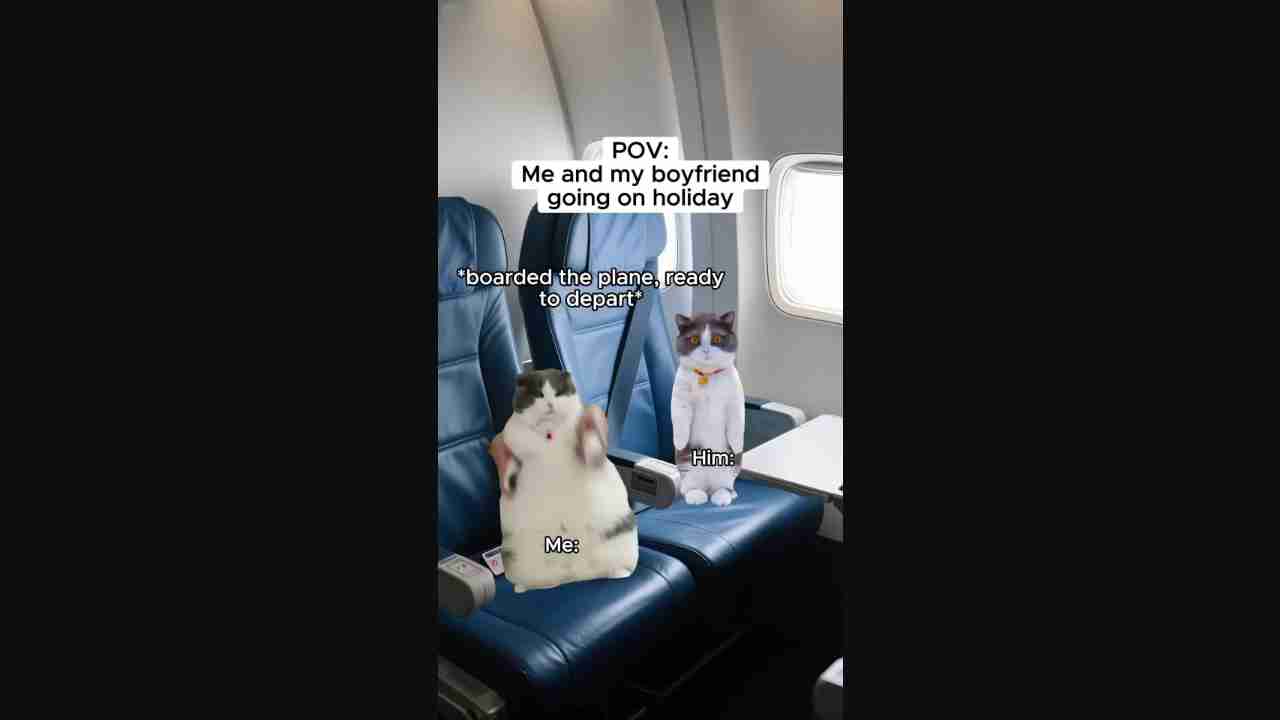 POV:
Me and my boyfriend
going on holiday
*boarded the plane, ready
to depart*
Him:
Me: